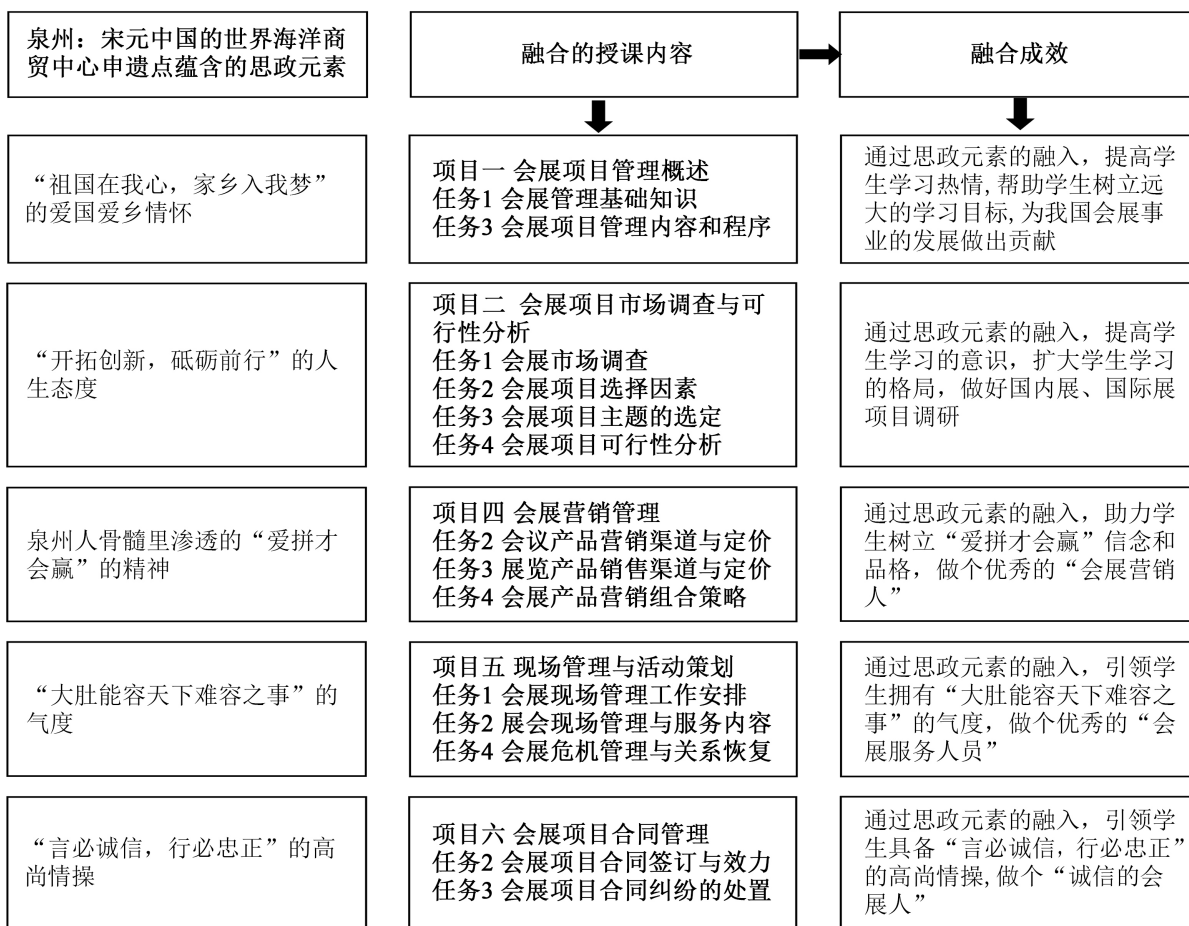 泉州：宋元中国的世界海洋商
贸中心申遗点蕴含的思政元素
融合的授课内容
融合成效
“祖国在我心，家乡入我梦”
的爱国爱乡情怀
项目一 会展项目管理概述
任务1 会展管理基础知识
任务3 会展项目管理内容和程序
通过思政元素的融入，提高学
生学习热情,帮助学生树立远
大的学习目标,为我国会展事
业的发展做出贡献
“开拓创新，砥砺前行”的人
生态度
项目二 会展项目市场调查与可
行性分析
任务1 会展市场调查
任务2 会展项目选择因素
任务3 会展项目主题的选定
任务4 会展项目可行性分析
通过思政元素的融入，提高学
生学习的意识，扩大学生学习
的格局，做好国内展、国际展
项目调研
泉州人骨髓里渗透的“爱拼才
会赢”的精神
项目四 会展营销管理
任务2 会议产品营销渠道与定价
任务3 展览产品销售渠道与定价
任务4 会展产品营销组合策略
通过思政元素的融入，助力学
生树立“爱拼才会赢”信念和
品格，做个优秀的“会展营销
人”
“大肚能容天下难容之事”的
气度
项目五 现场管理与活动策划
任务1 会展现场管理工作安排
任务2 展会现场管理与服务内容
任务4 会展危机管理与关系恢复
通过思政元素的融入，引领学
生拥有“大肚能容天下难容之
事”的气度，做个优秀的“会
展服务人员”
“言必诚信，行必忠正”的高
尚情操
项目六 会展项目合同管理
任务2 会展项目合同签订与效力
任务3 会展项目合同纠纷的处置
通过思政元素的融入，引领学
生具备“言必诚信，行必忠正”
的高尚情操,做个“诚信的会
展人”